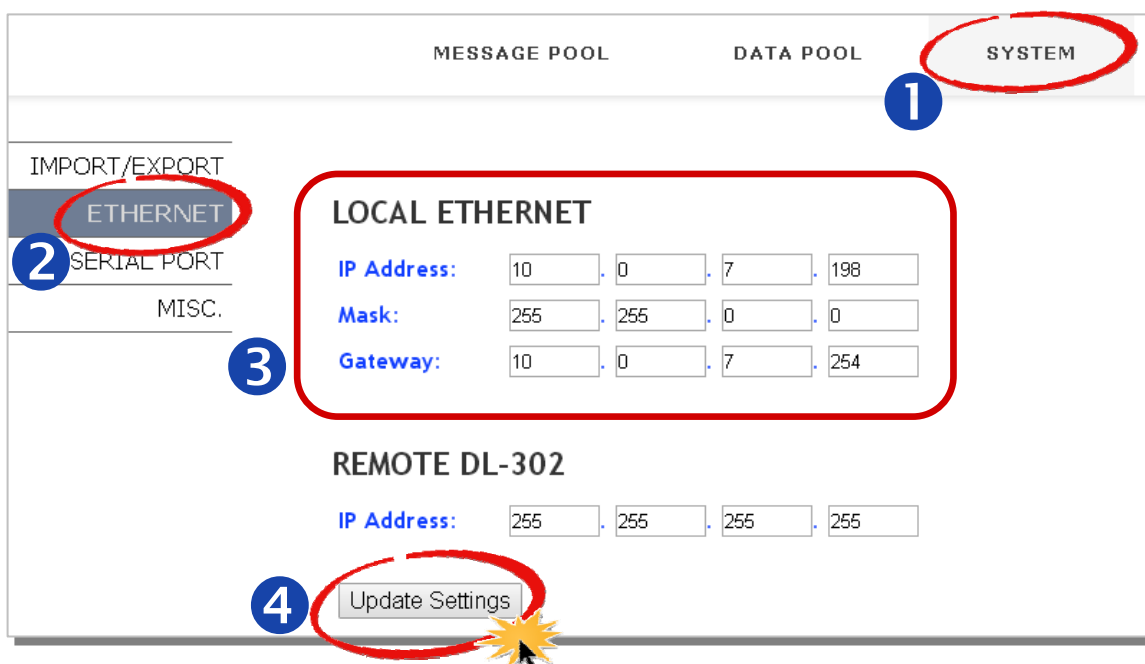 MESSAGE POOL DATA POOL SYSTEM
1
IMPORT/EXPORT
ETHERNET
2
SERIAL PORT
MISC.
3
LOCAL ETHERNET
IP Address: 10 . 0 . 7 . 198
Mask: 255 . 255 . 0 . 0
Gateway: 10 . 0 . 7 . 254
REMOTE DL-302
IP Address: 255 . 255 . 255 . 255
4
Update Settings